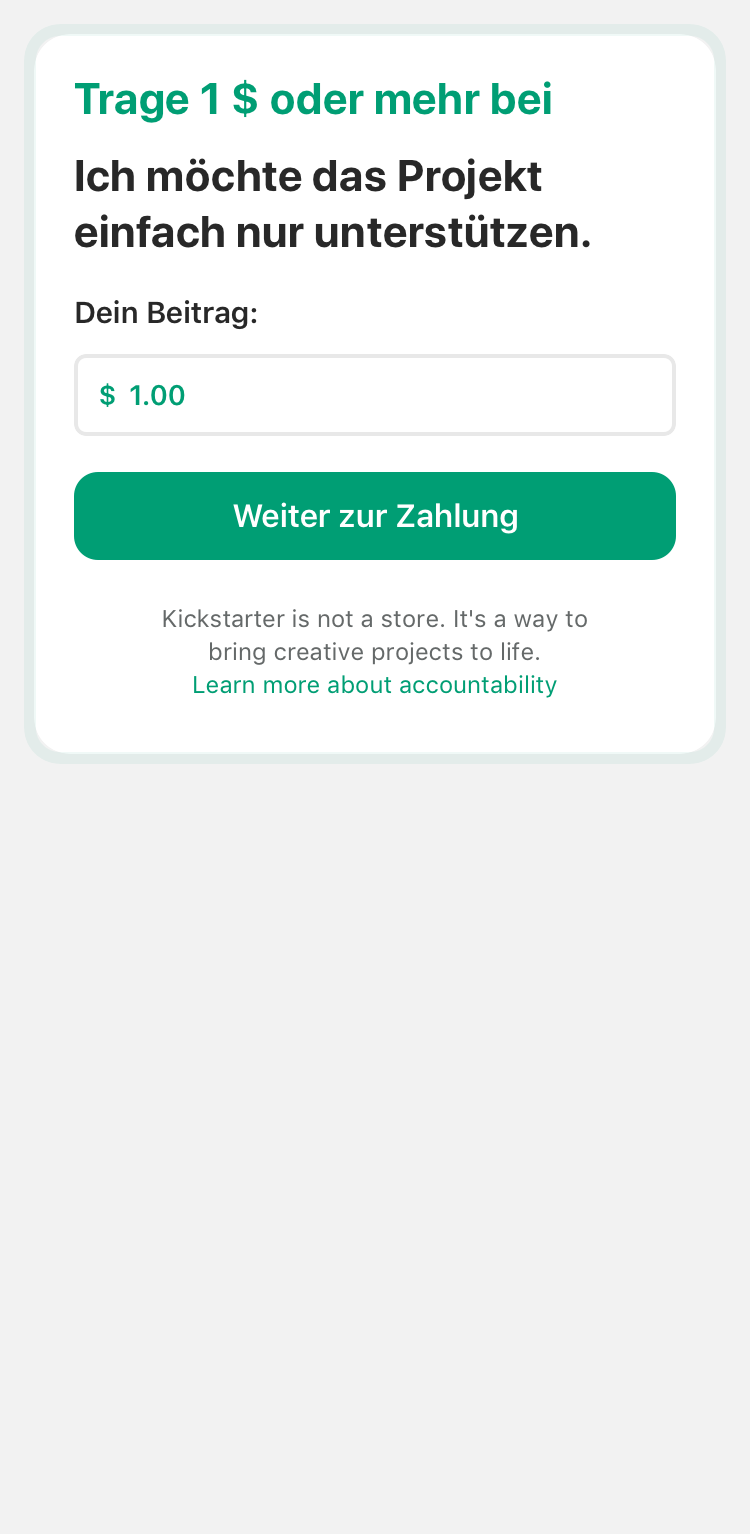 Trage 1 $ oder mehr bei
Ich möchte das Projekt
einfach nur unterstützen.
Dein Beitrag:
$ 1.00
Weiter zur Zahlung
Kickstarter is not a store. It's a way to
bring creative projects to life.
Learn more about accountability